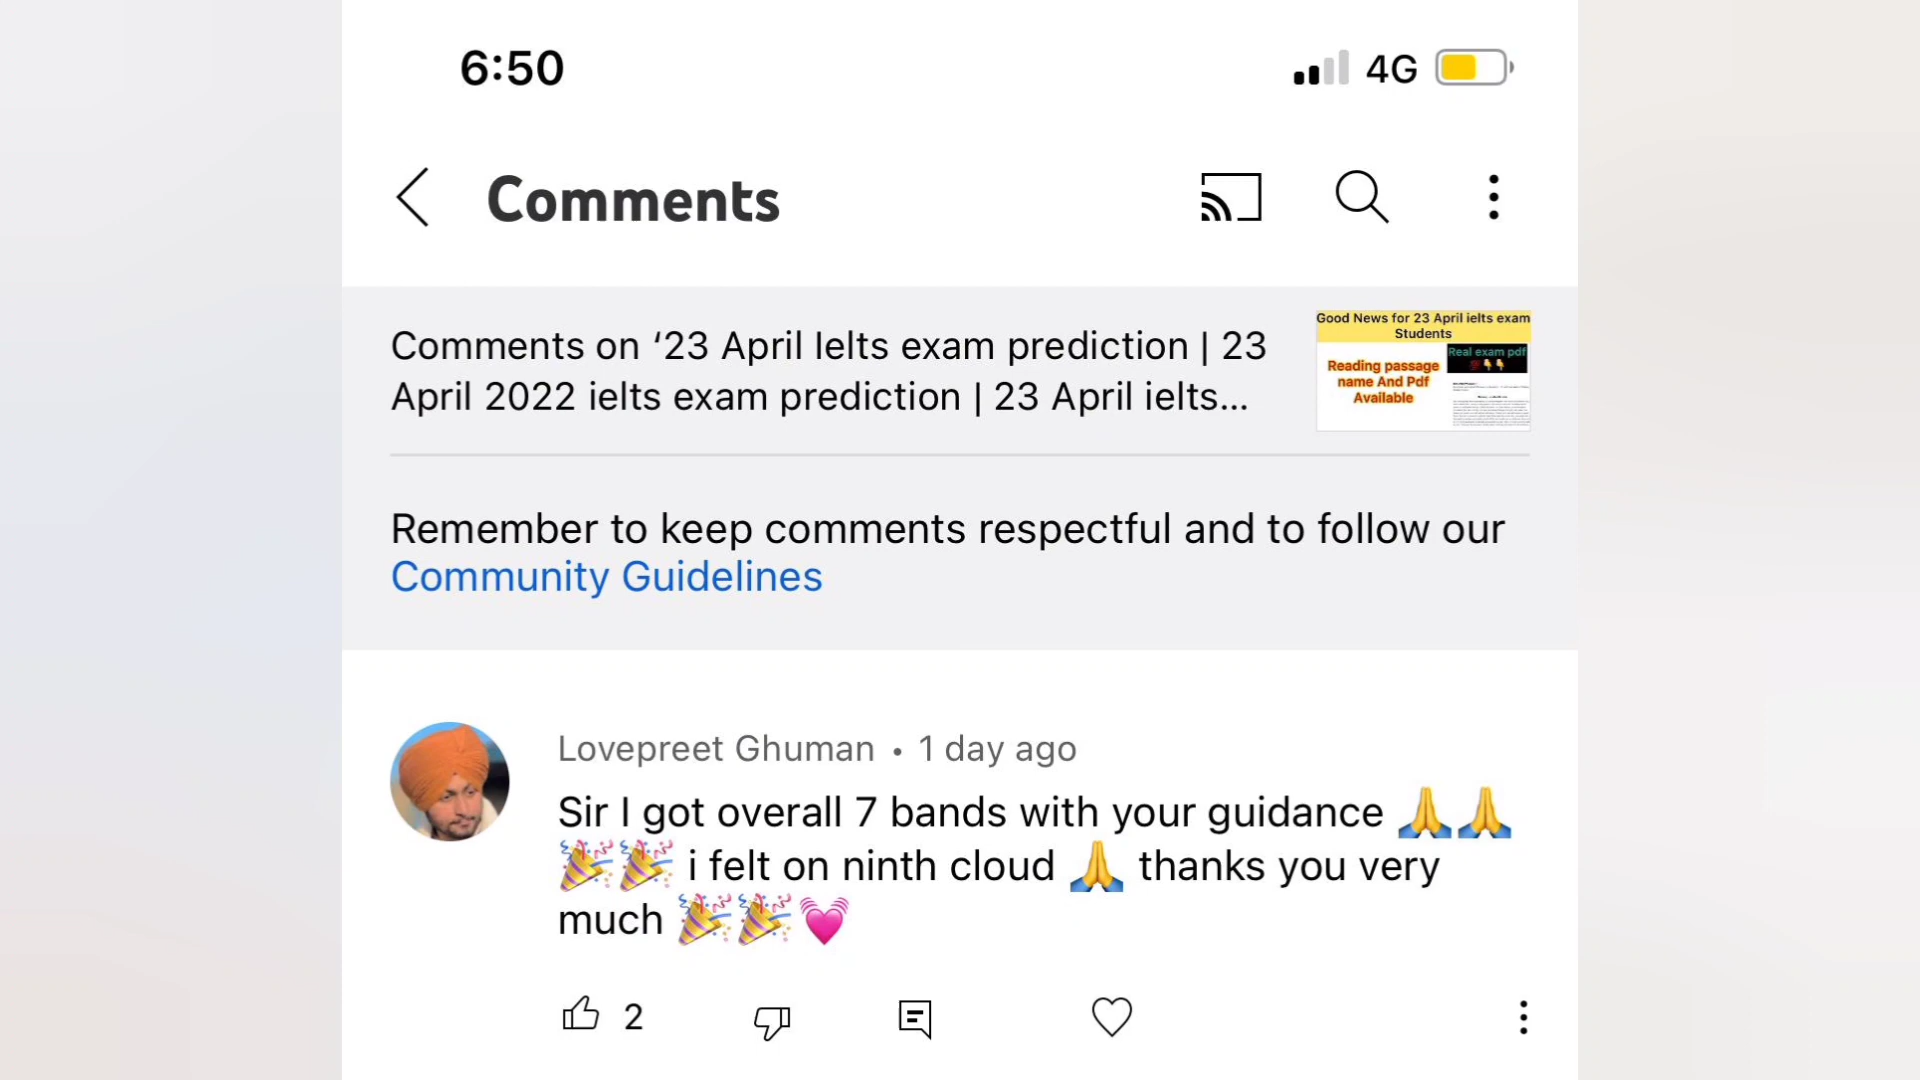 6:50
4G
Comments
Comments on ‘23 April Ielts exam prediction | 23
April 2022 ielts exam prediction | 23 April ielts...
Good News for 23 April ielts exam
Students
Reading passage
name And Pdf
Available
Real exam pdf
💯👇👇
Remember to keep comments respectful and to follow our
Community Guidelines
Lovepreet Ghuman • 1 day ago
Sir I got overall 7 bands with your guidance 🙏🙏
🎉🎉 i felt on ninth cloud 🙏 thanks you very
much 🎉🎉💓
2